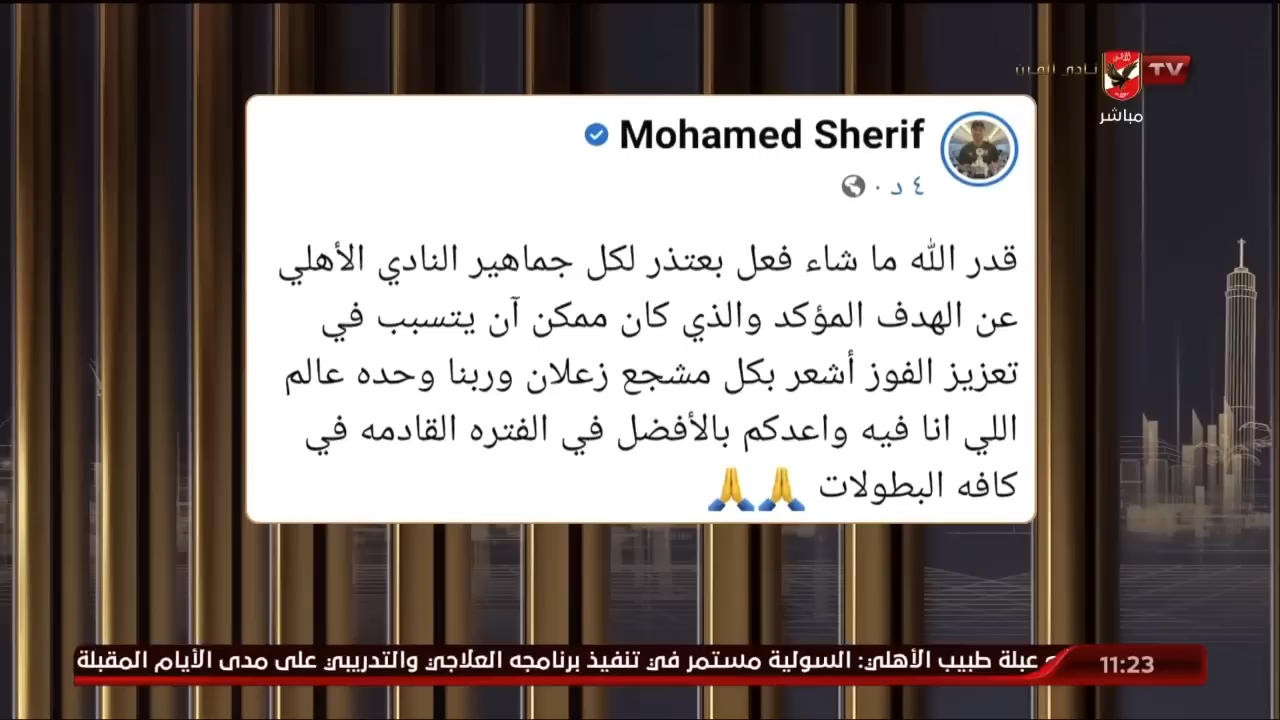 نادي القرن
TV
مباشر
Mohamed Sherif
٤ د ·
قدر الله ما شاء فعل بعتذر لكل جماهير النادي الأهلي
عن الهدف المؤكد والذي كان ممكن آن يتسبب في
تعزيز الفوز أشعر بكل مشجع زعلان وربنا وحده عالم
اللي انا فيه واعدكم بالأفضل في الفتره القادمه في
كافه البطولات 🙏🙏
عبلة طبيب الأهلي: السولية مستمر في تنفيذ برنامجه العلاجي والتدريبي على مدى الأيام المقبلة
11:23